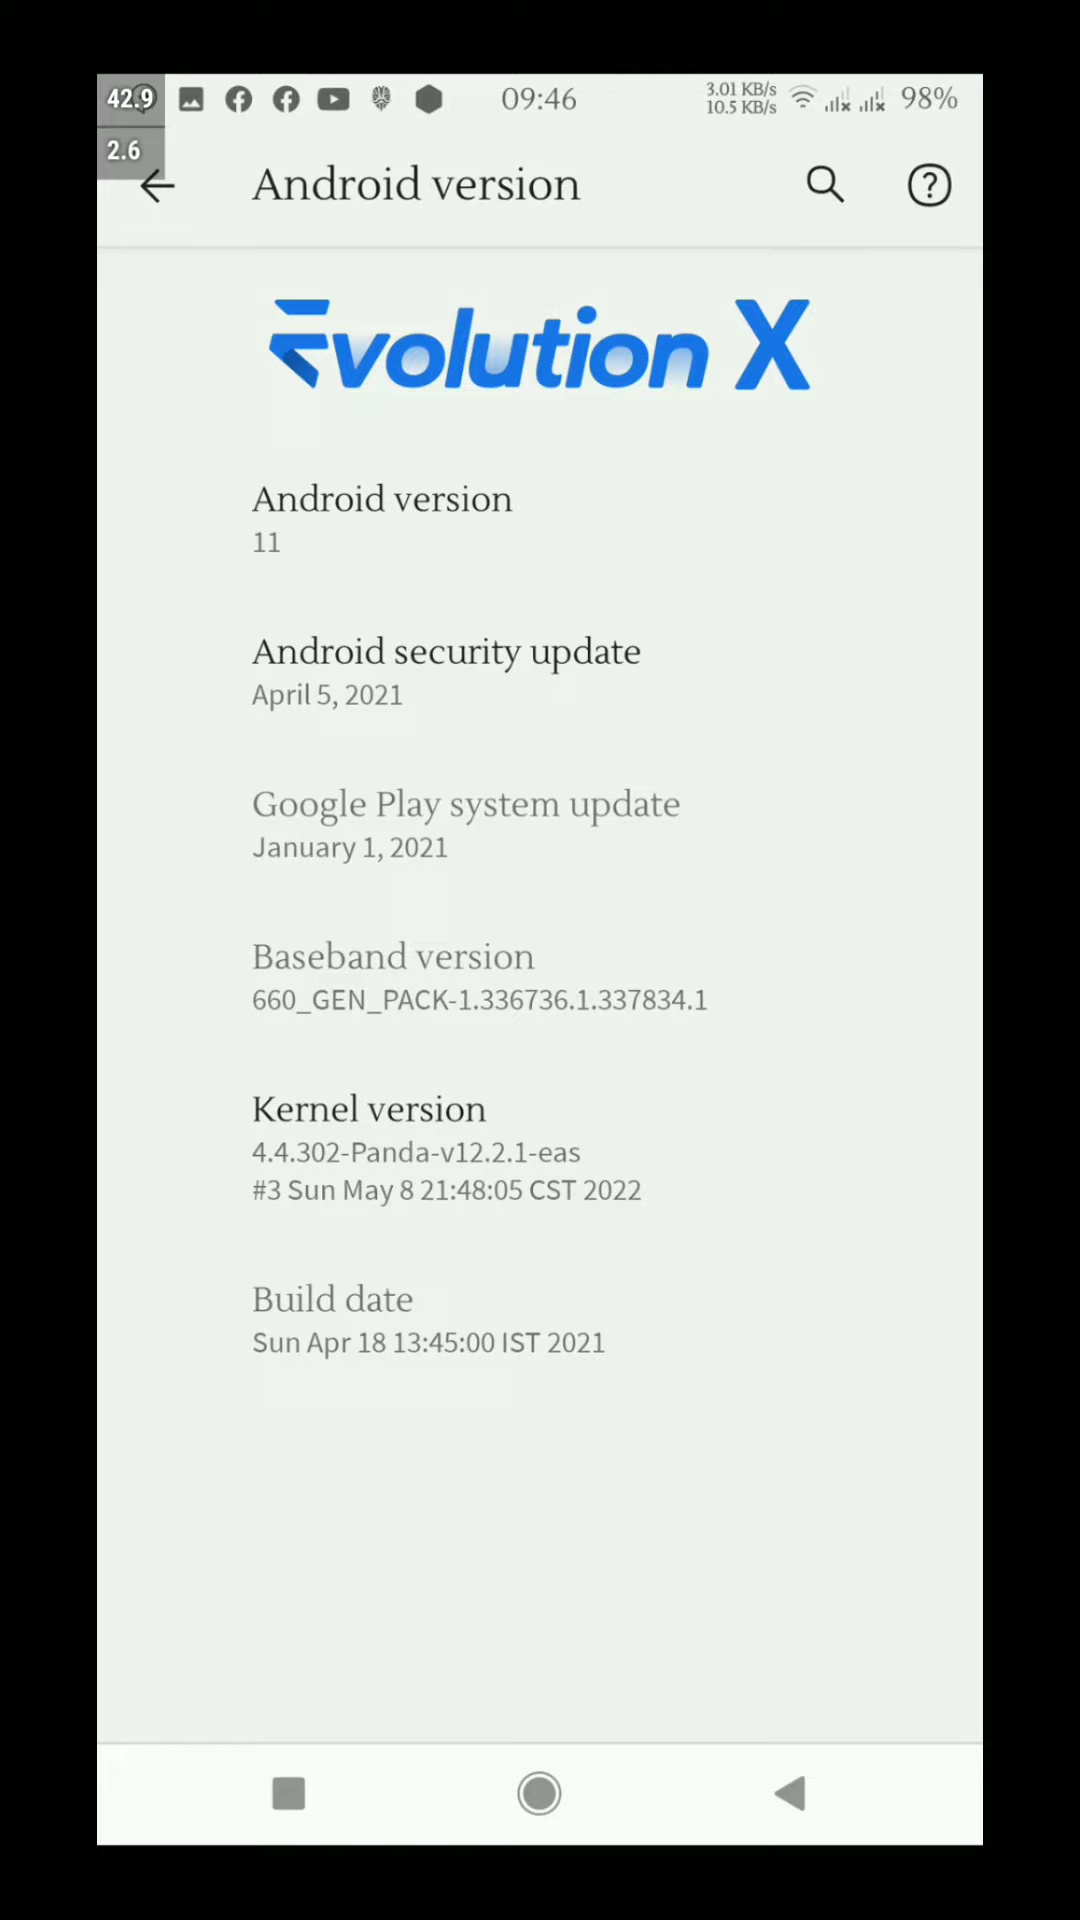 42.9
09:46
3.01 KB/s
10.5 KB/s
98%
2.6
Android version
Evolution X
Android version
11
Android security update
April 5, 2021
Google Play system update
January 1, 2021
Baseband version
660_GEN_PACK-1.336736.1.337834.1
Kernel version
4.4.302-Panda-v12.2.1-eas
#3 Sun May 8 21:48:05 CST 2022
Build date
Sun Apr 18 13:45:00 IST 2021